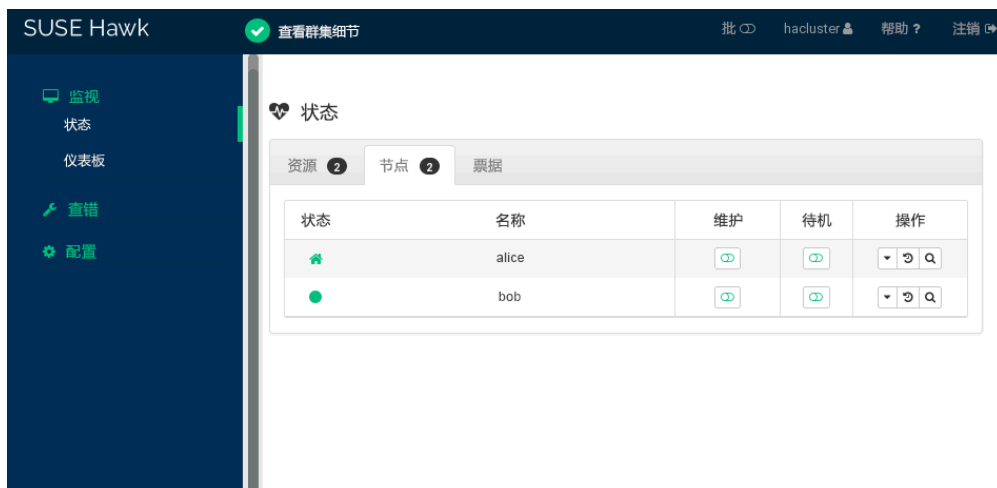 SUSE Hawk 查看群集细节 批 hacluster 帮助 ? 注销
监视
状态
仪表板
查错
配置
状态
资源 2 节点 2 票据
状态 名称 维护 待机 操作
alice
bob